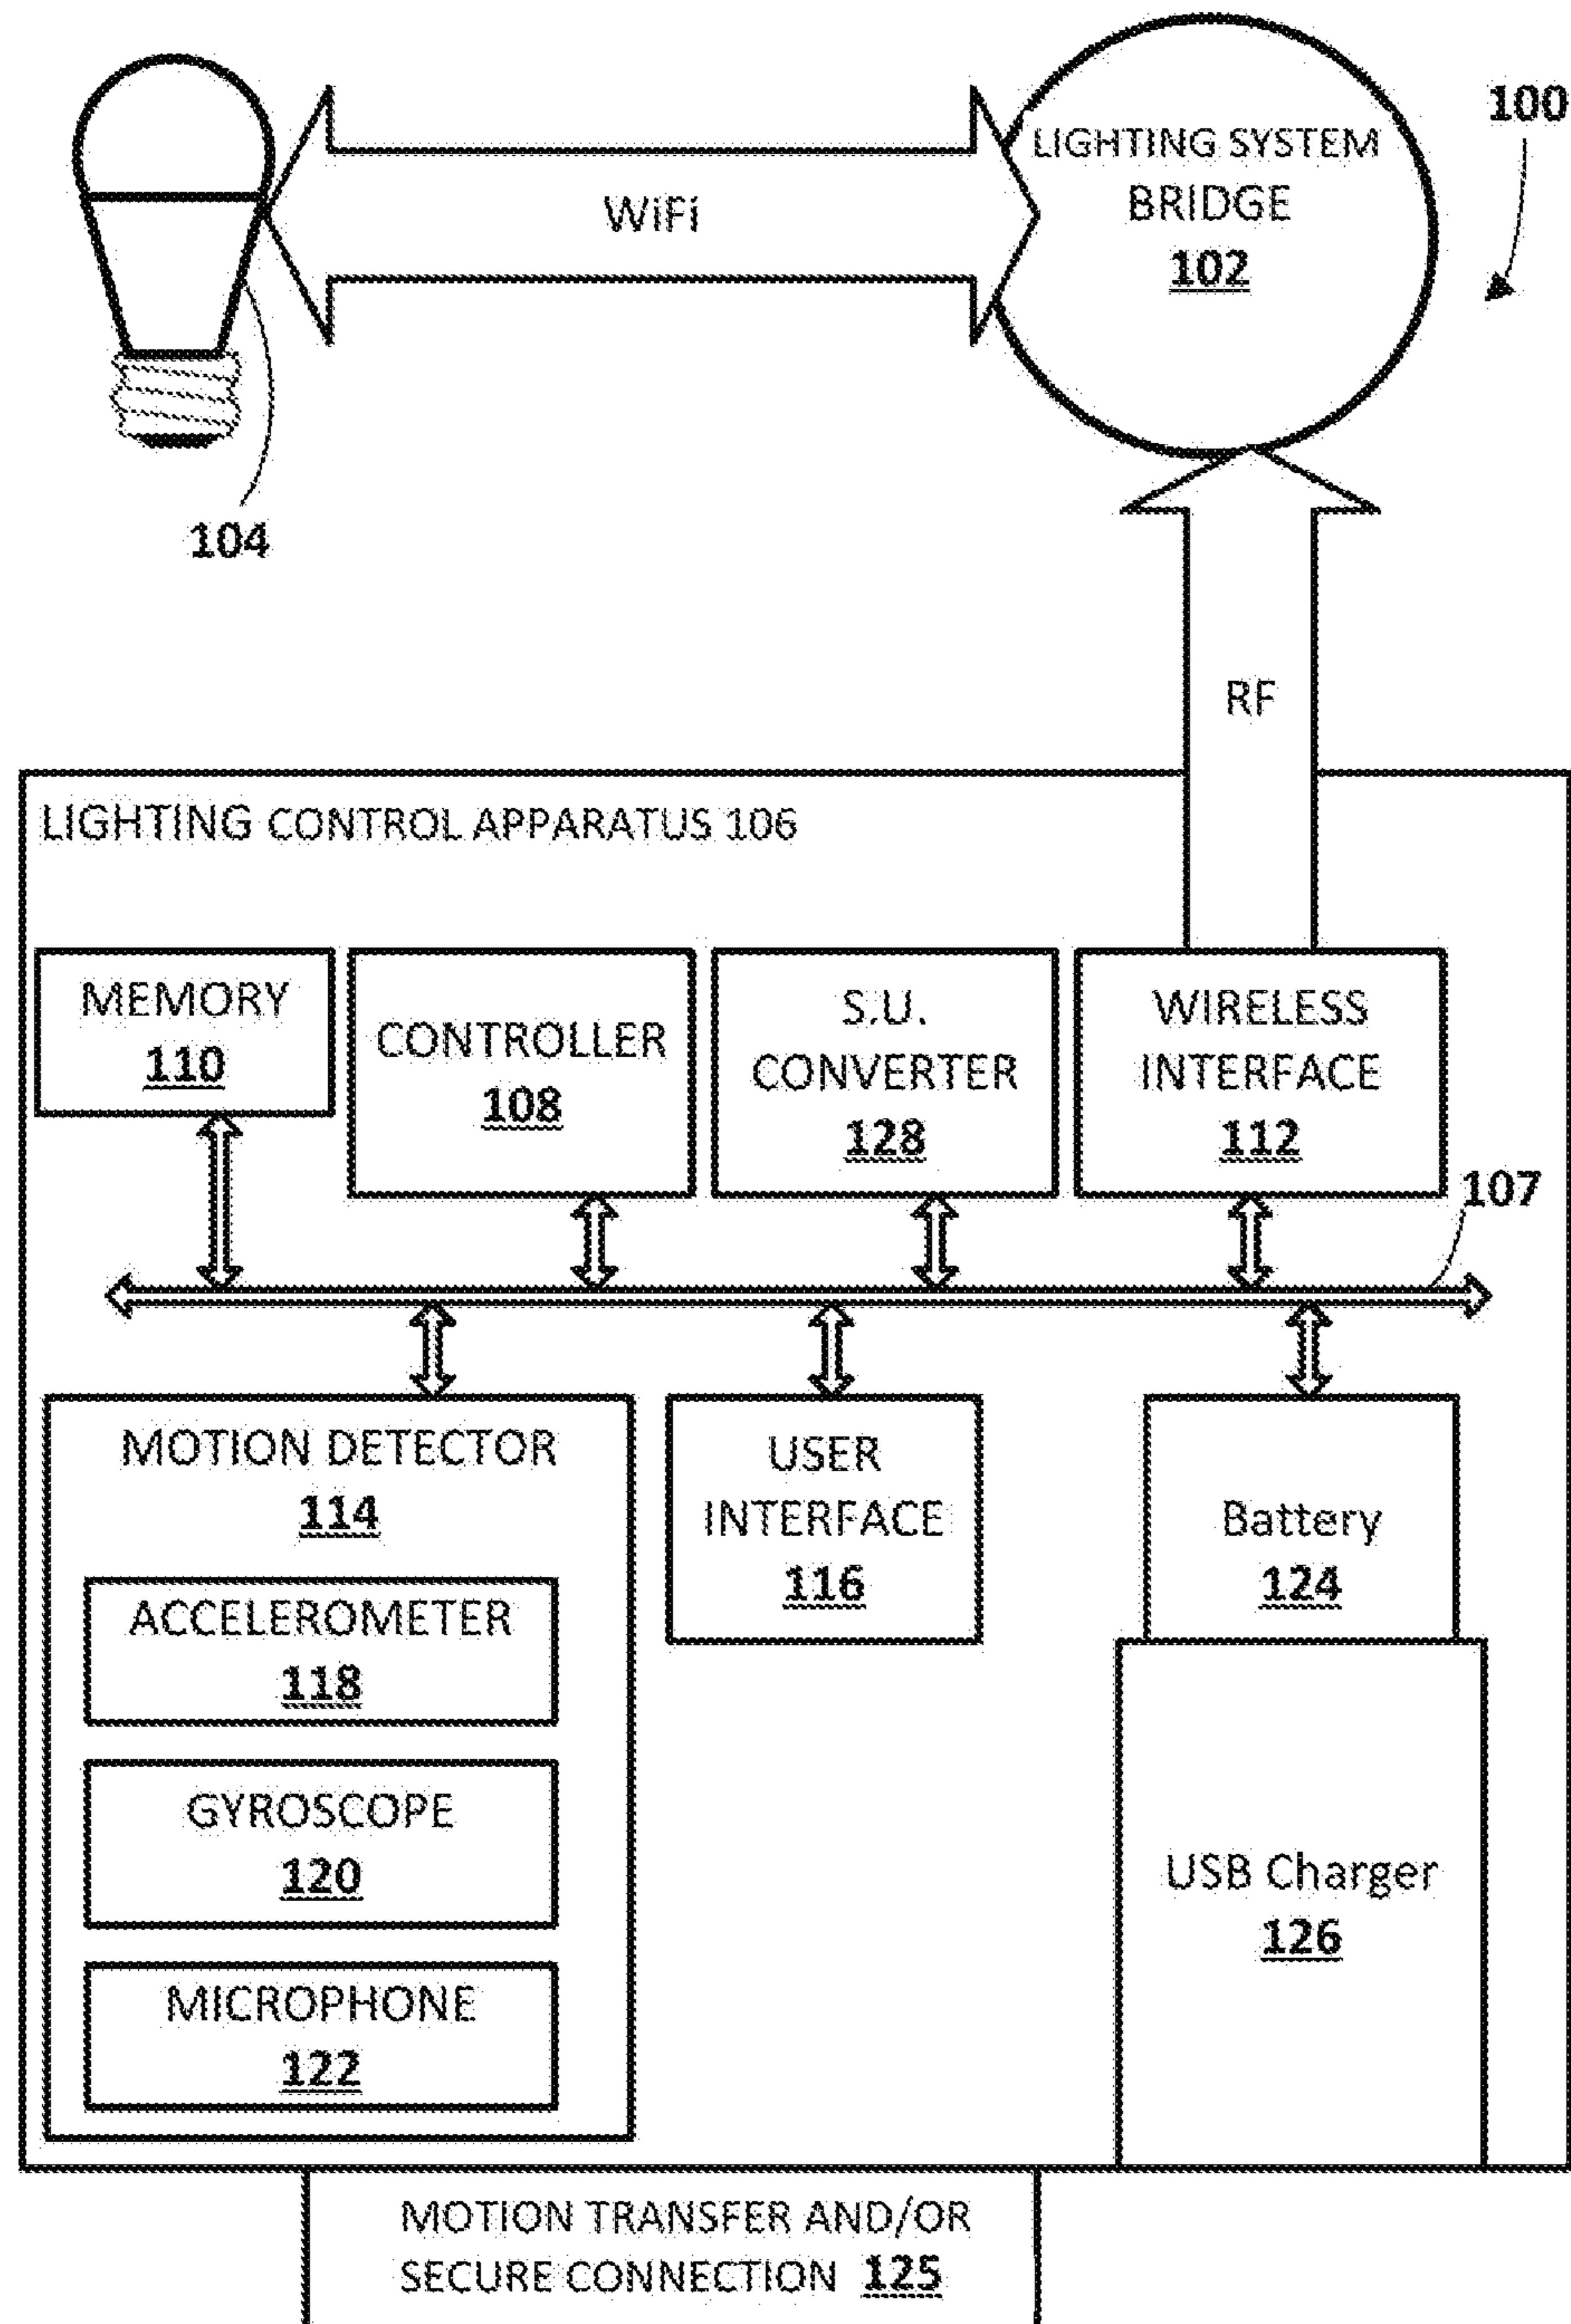 100
LIGHTING SYSTEM
BRIDGE
102
WiFi
104
RF
LIGHTING CONTROL APPARATUS 106
MEMORY
110
CONTROLLER
108
S.U.
CONVERTER
128
WIRELESS
INTERFACE
112
107
MOTION DETECTOR
114
ACCELEROMETER
118
GYROSCOPE
120
MICROPHONE
122
USER
INTERFACE
116
Battery
124
USB Charger
126
MOTION TRANSFER AND/OR
SECURE CONNECTION 125